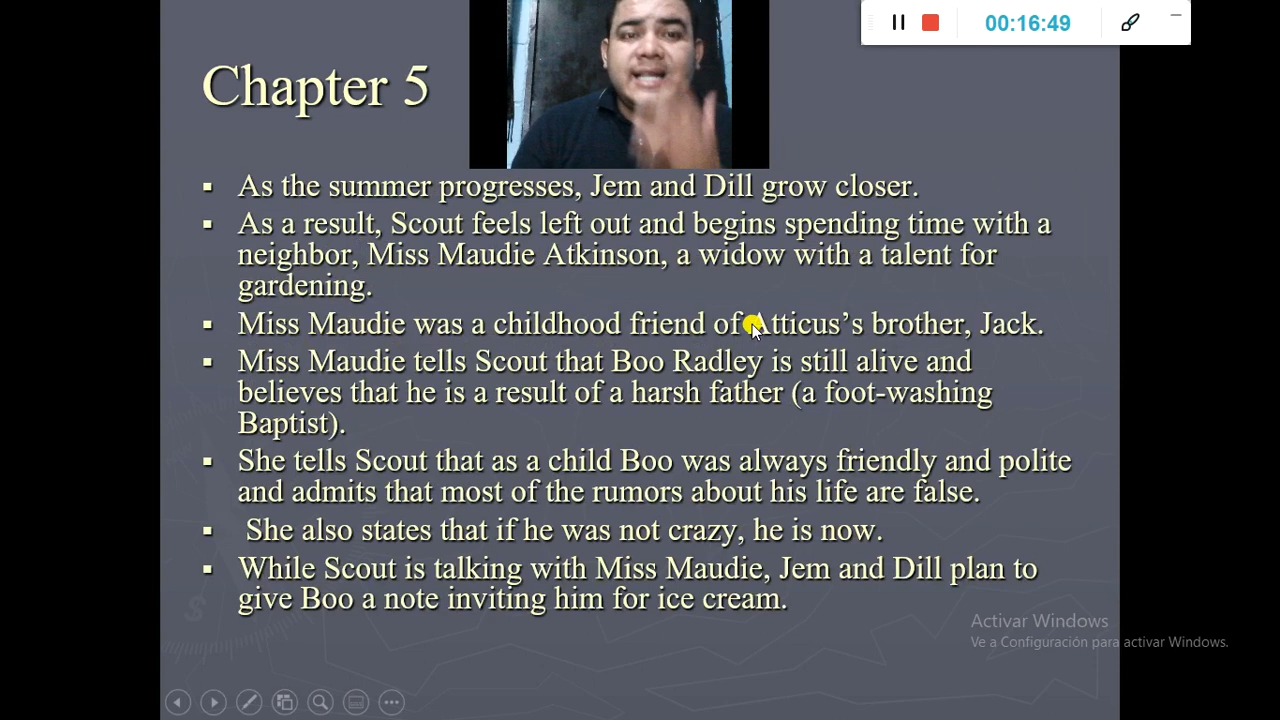 00:16:49
Chapter 5
As the summer progresses, Jem and Dill grow closer.
As a result, Scout feels left out and begins spending time with a
neighbor, Miss Maudie Atkinson, a widow with a talent for
gardening.
Miss Maudie was a childhood friend of Atticus’s brother, Jack.
Miss Maudie tells Scout that Boo Radley is still alive and
believes that he is a result of a harsh father (a foot-washing
Baptist).
She tells Scout that as a child Boo was always friendly and polite
and admits that most of the rumors about his life are false.
She also states that if he was not crazy, he is now.
While Scout is talking with Miss Maudie, Jem and Dill plan to
give Boo a note inviting him for ice cream.
S
Activar Windows
Ve a Configuración para activar Windows.